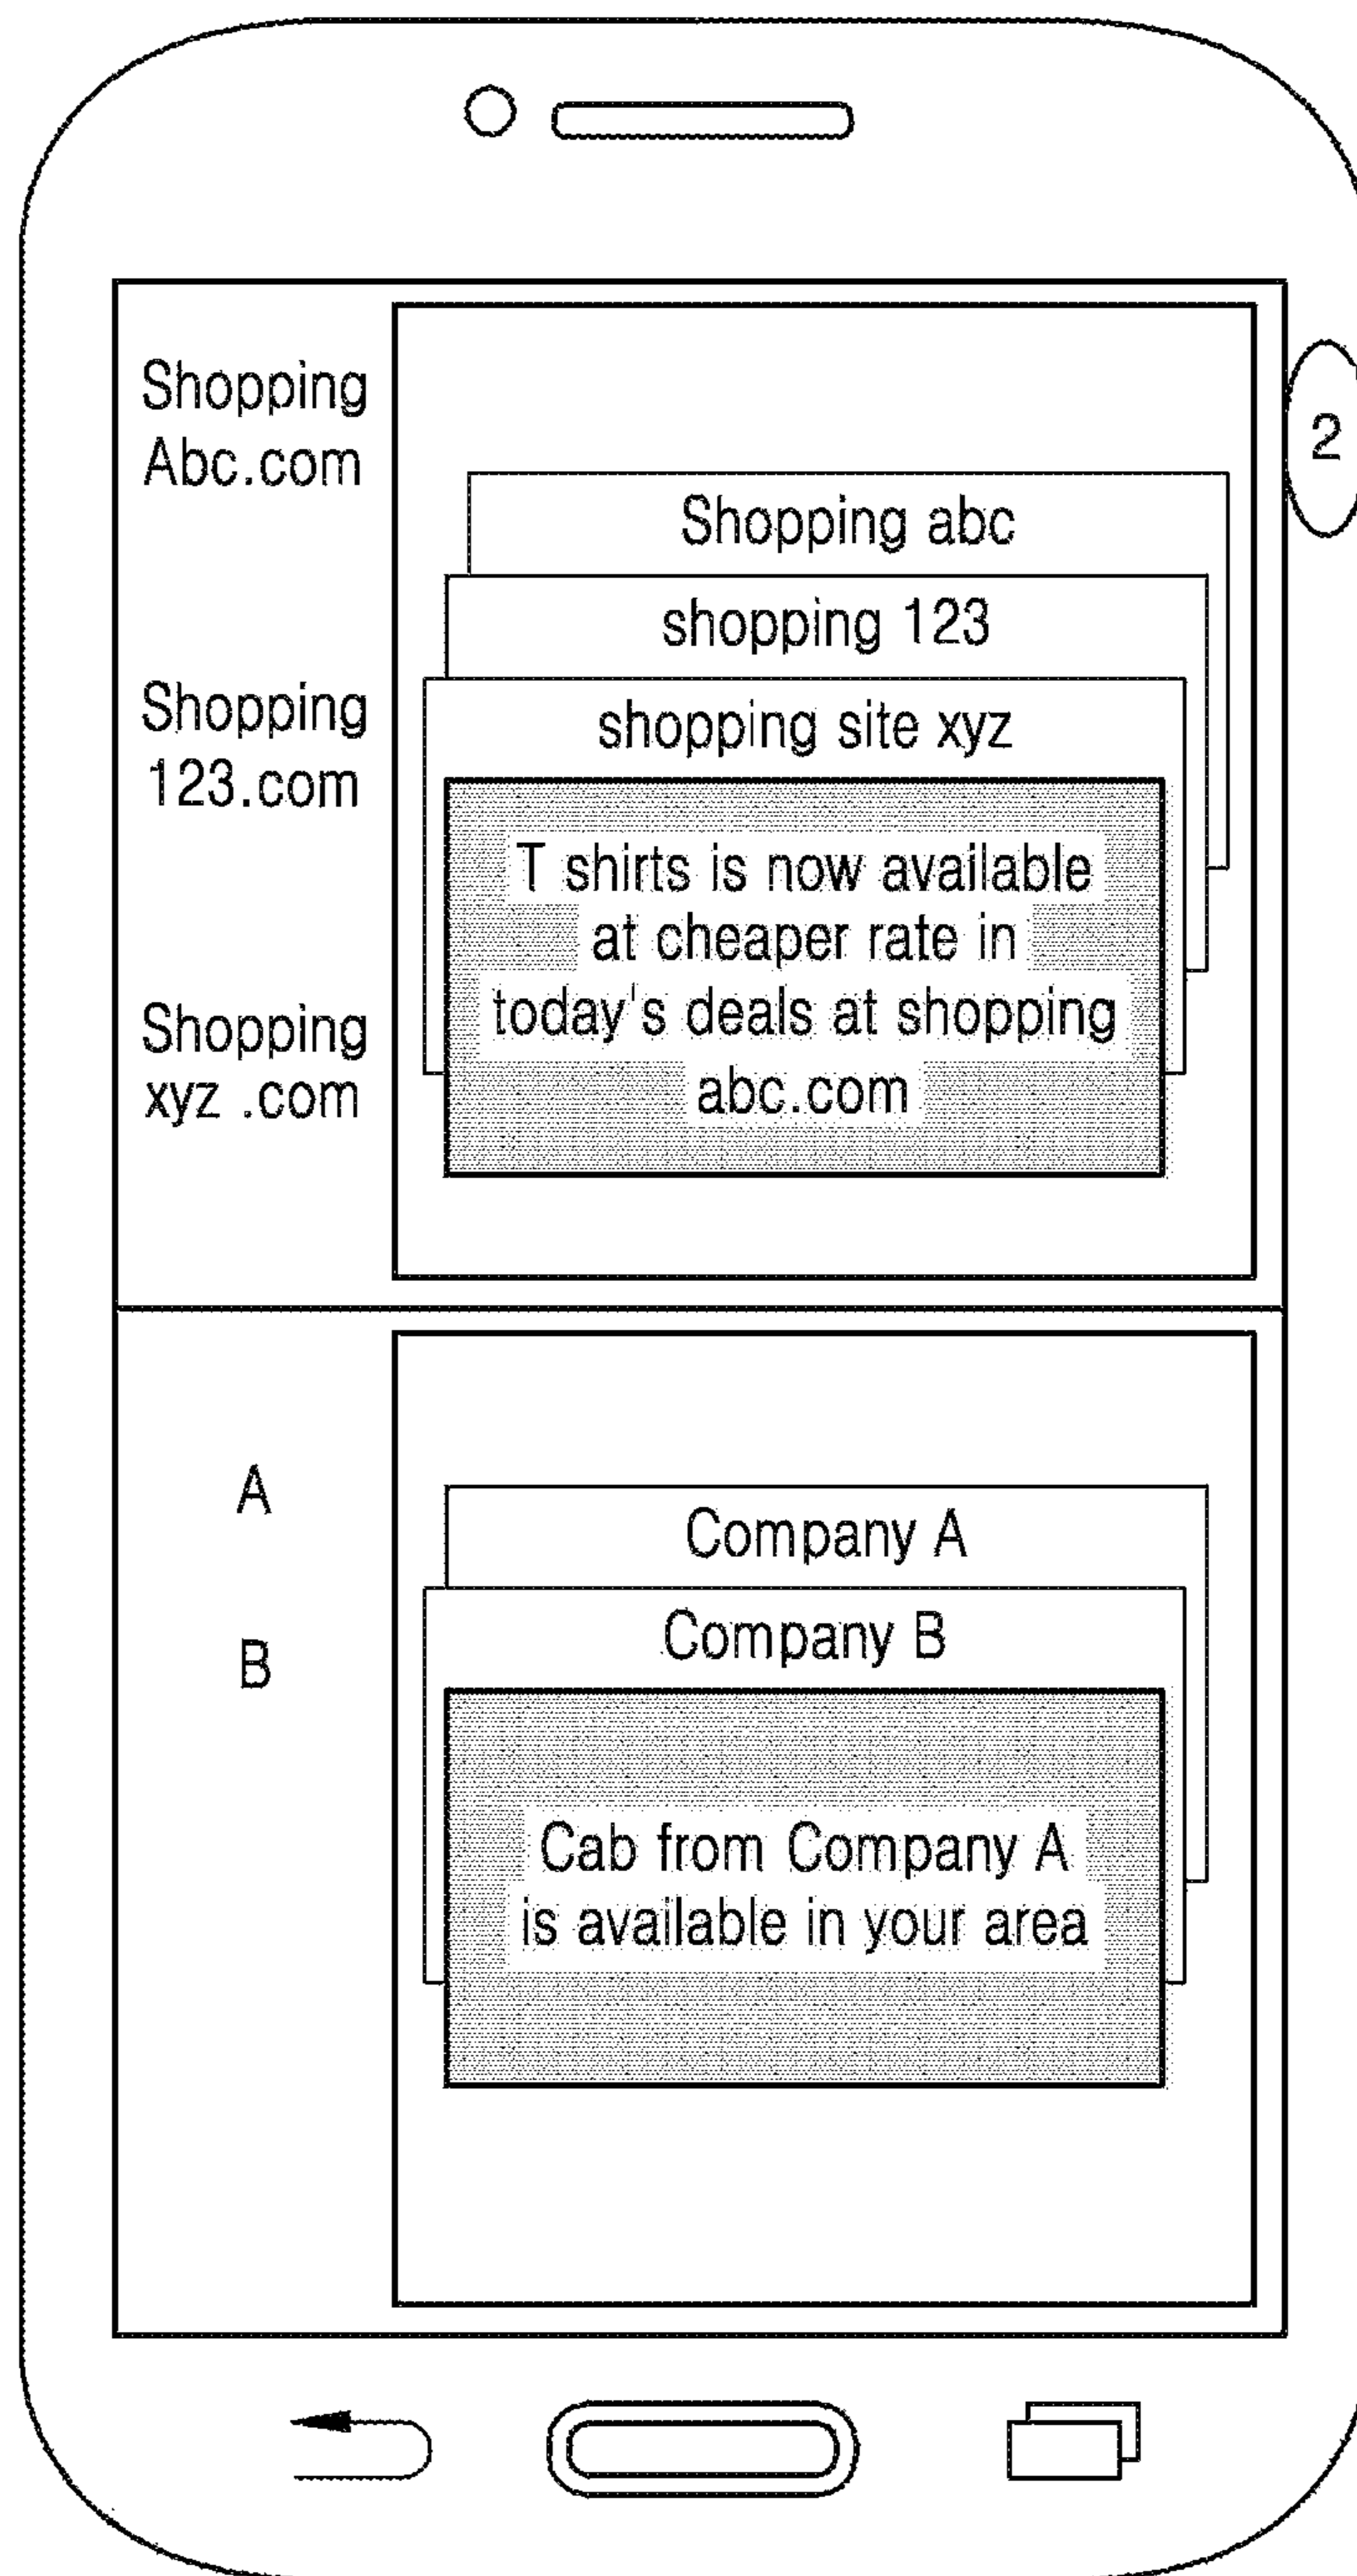 Shopping
Abc.com
Shopping
123.com
Shopping
xyz .com
Shopping abc
shopping 123
shopping site xyz
T shirts is now available
at cheaper rate in
today's deals at shopping
abc.com
2
A
B
Company A
Company B
Cab from Company A
is available in your area